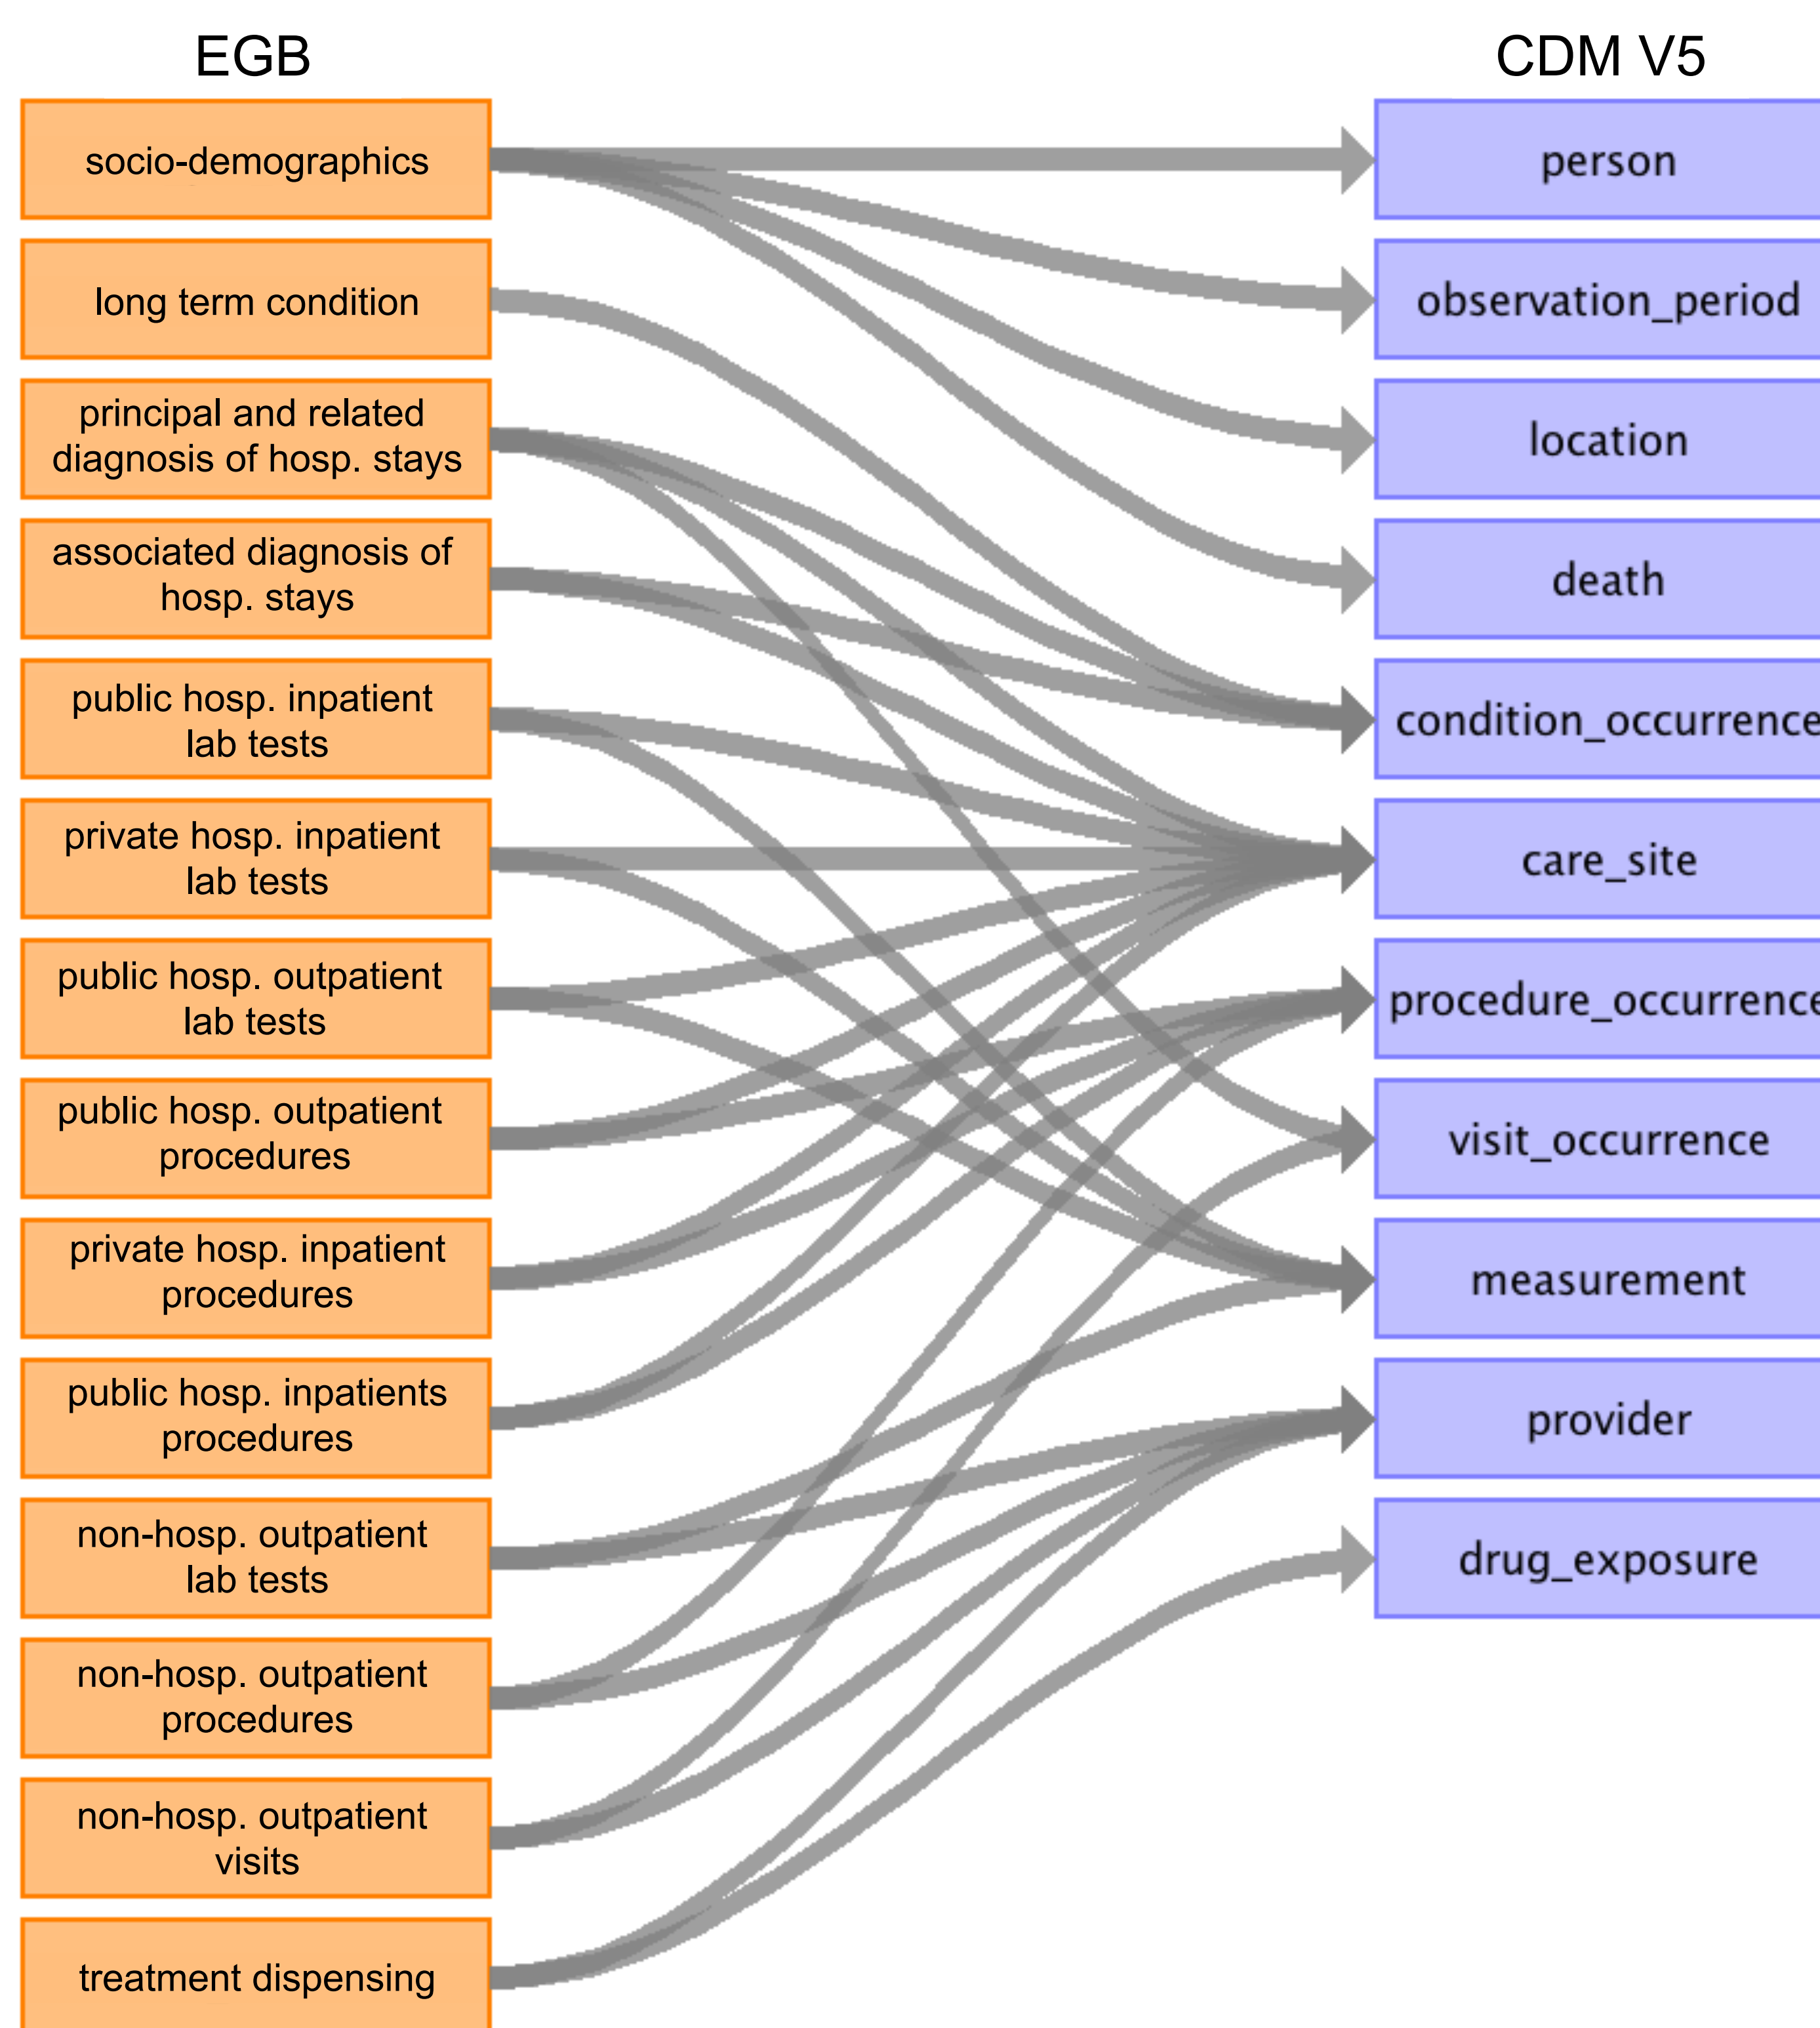 EGB
socio-demographics
long term condition
principal and related
diagnosis of hosp. stays
associated diagnosis of
hosp. stays
public hosp. inpatient
lab tests
private hosp. inpatient
lab tests
public hosp. outpatient
lab tests
public hosp. outpatient
procedures
private hosp. inpatient
procedures
public hosp. inpatients
procedures
non-hosp. outpatient
lab tests
non-hosp. outpatient
procedures
non-hosp. outpatient
visits
treatment dispensing
CDM V5
person
observation_period
location
death
condition_occurrence
care_site
procedure_occurrence
visit_occurrence
measurement
provider
drug_exposure